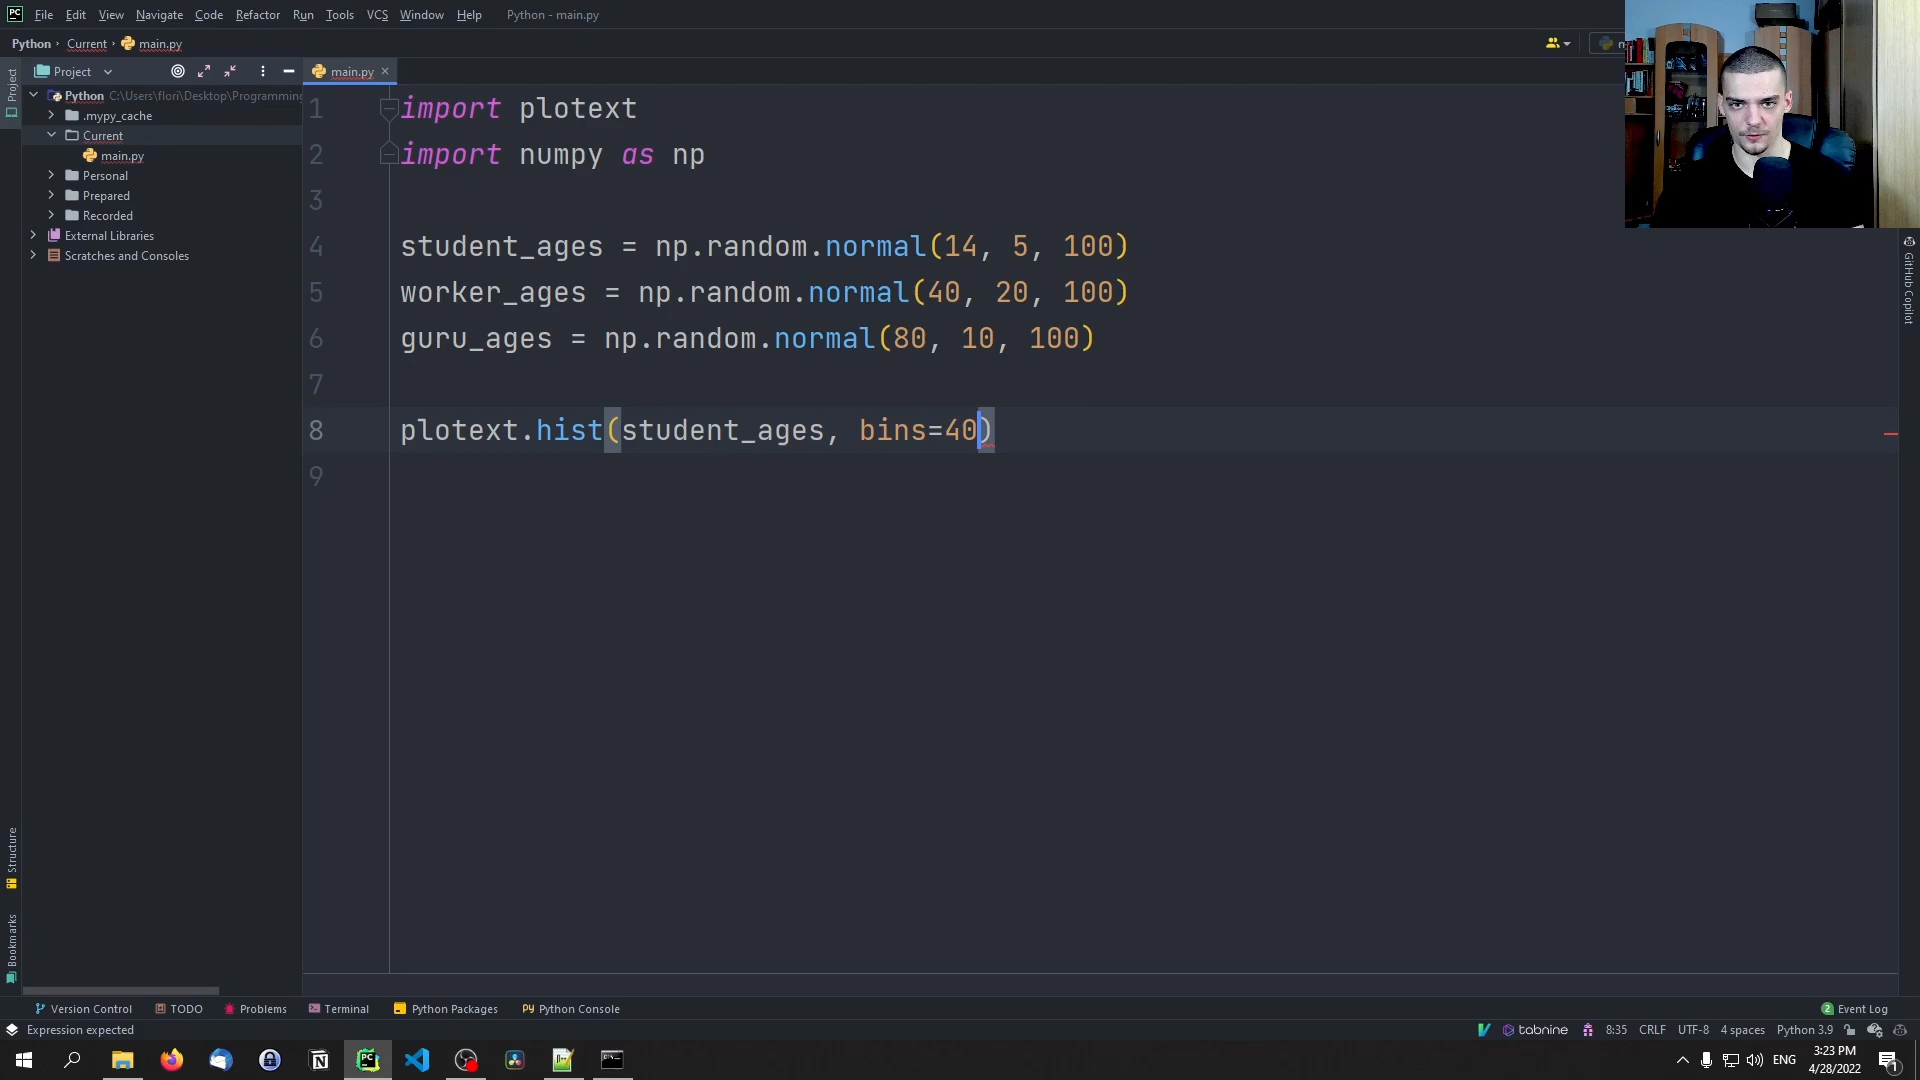 PC File Edit View Navigate Code Refactor Run Tools VCS Window Help Python - main.py
Python Current main.py
Project
main.py
Project
Python C:\Users\flori\Desktop\Programming
.mypy_cache
Current
main.py
Personal
Prepared
Recorded
External Libraries
Scratches and Consoles
1 import plotext
2 import numpy as np
3
4 student_ages = np.random.normal(14, 5, 100)
5 worker_ages = np.random.normal(40, 20, 100)
6 guru_ages = np.random.normal(80, 10, 100)
7
8 plotext.hist(student_ages, bins=40)
9
GitHub Copilot
Structure
Bookmarks
Version Control TODO Problems Terminal Python Packages Python Console 2 Event Log
Expression expected tabnine 8:35 CRLF UTF-8 4 spaces Python 3.9
PC ENG 3:23 PM
4/28/2022 1